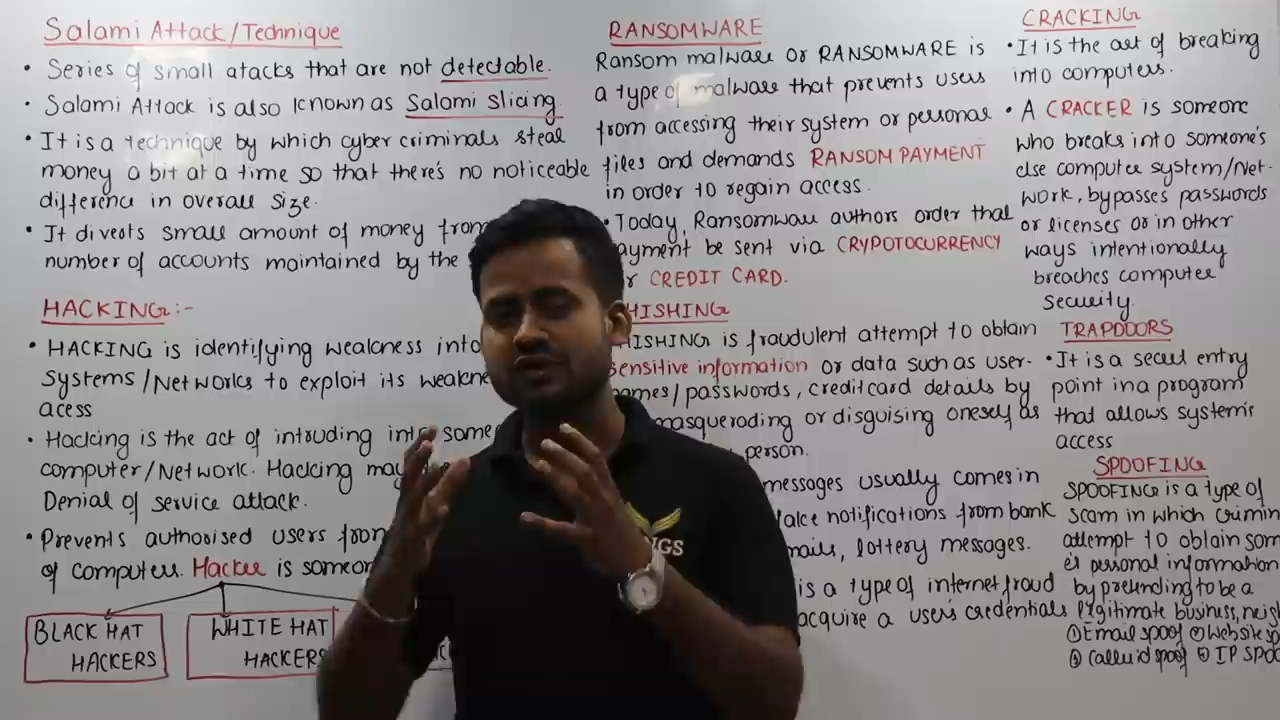 Salami Attack/Technique
• Series of small atacks that are not detectable.
• Salami Attack is also known as Salami slicing
• It is a technique by which cyber criminals steal
money a bit at a time so that there's no noticeable
difference in overall size.
• It diverts small amount of money from
number of accounts maintained by the
HACKING:-
• HACKING is identifying weakness into
Systems/Networks to exploit its weakne
acess
• Hacking is the act of intruding into some
computer/Network. Hacking may
Denial of service attack.
• Prevents authorised users from
of computer. Hacker is someon
BLACK HAT
HACKERS
WHITE HAT
HACKERS
RANSOMWARE
Ransom malware or RANSOMWARE is
a type of malware that prevents users
from accessing their system or personal
files and demands RANSOM PAYMENT
in order to regain access.
• Today, Ransomware authors order that
ayment be sent via CRYPOTOCURRENCY
r CREDIT CARD.
HISHING
HISHING is fraudulent attempt to obtain
sensitive information or data such as user-
names/passwords, credit card details by
masqueroding or disguising oneself as
person.
messages usually comes in
fake notifications from bank
mails, lottery messages.
is a type of internet fraud
acquire a user's credentials
CRACKING
• It is the act of breaking
into computers.
• A CRACKER is someone
who breaks into someone's
else computer system/Net-
work, bypasses passwords
or licenses or in other
ways intentionally
breaches computer
security.
TRAPDOORS
• It is a secret entry
point in a program
that allows system's
access
SPOOFING
SPOOFING is a type of
scam in which crimin
attempt to obtain som
e's personal information
by pretending to be a
legitimate business, neig
① Email spoof ② Website sp
③ Caller id spoof ④ IP SPOO
GS